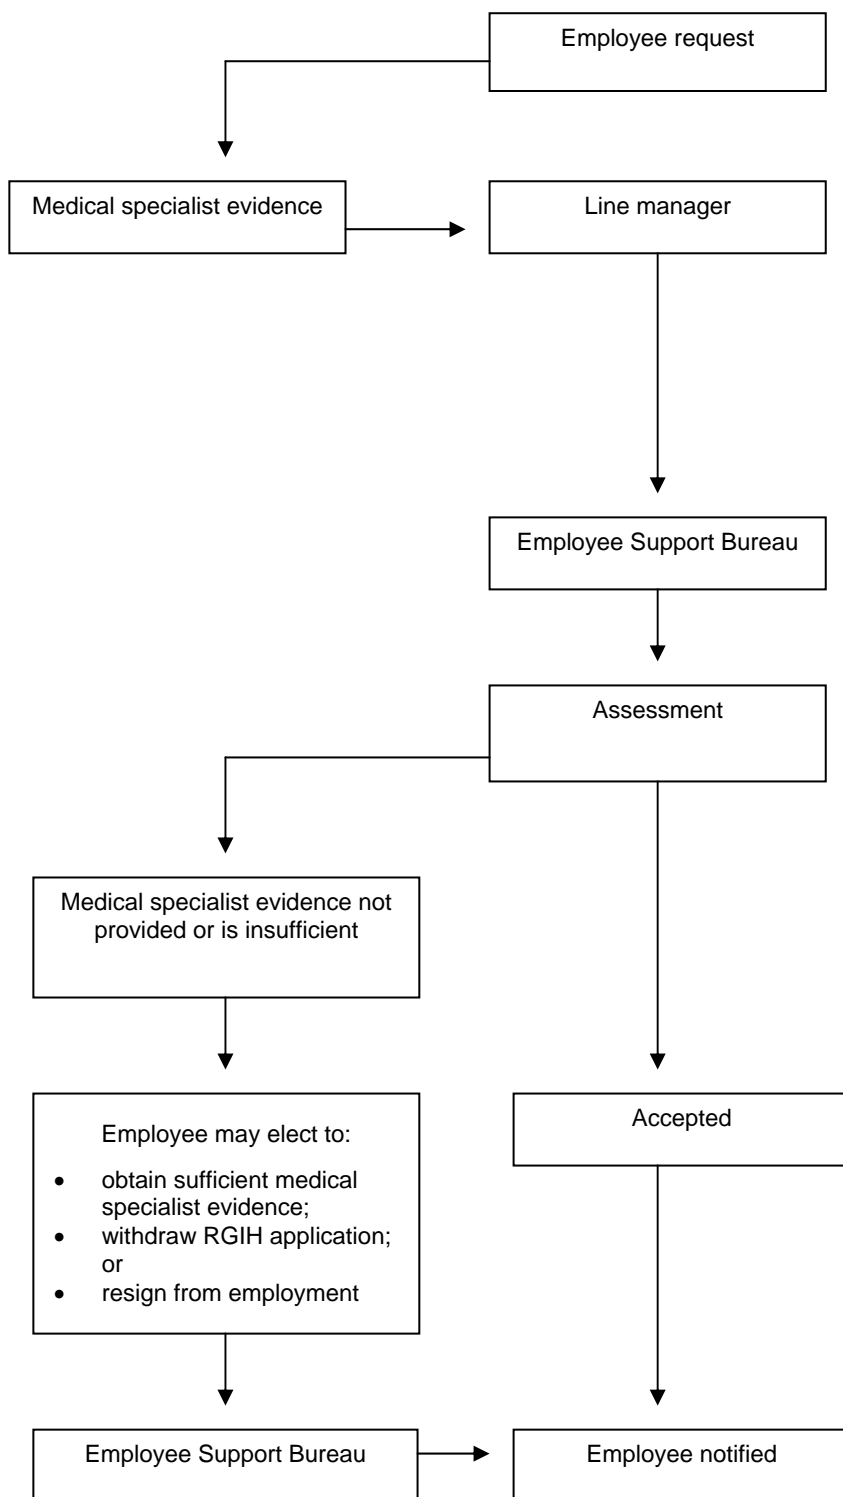 Employee request
Medical specialist evidence
Line manager
Employee Support Bureau
Assessment
Medical specialist evidence not
provided or is insufficient
Employee may elect to:
• obtain sufficient medical
specialist evidence;
• withdraw RGIH application;
or
• resign from employment
Accepted
Employee Support Bureau
Employee notified